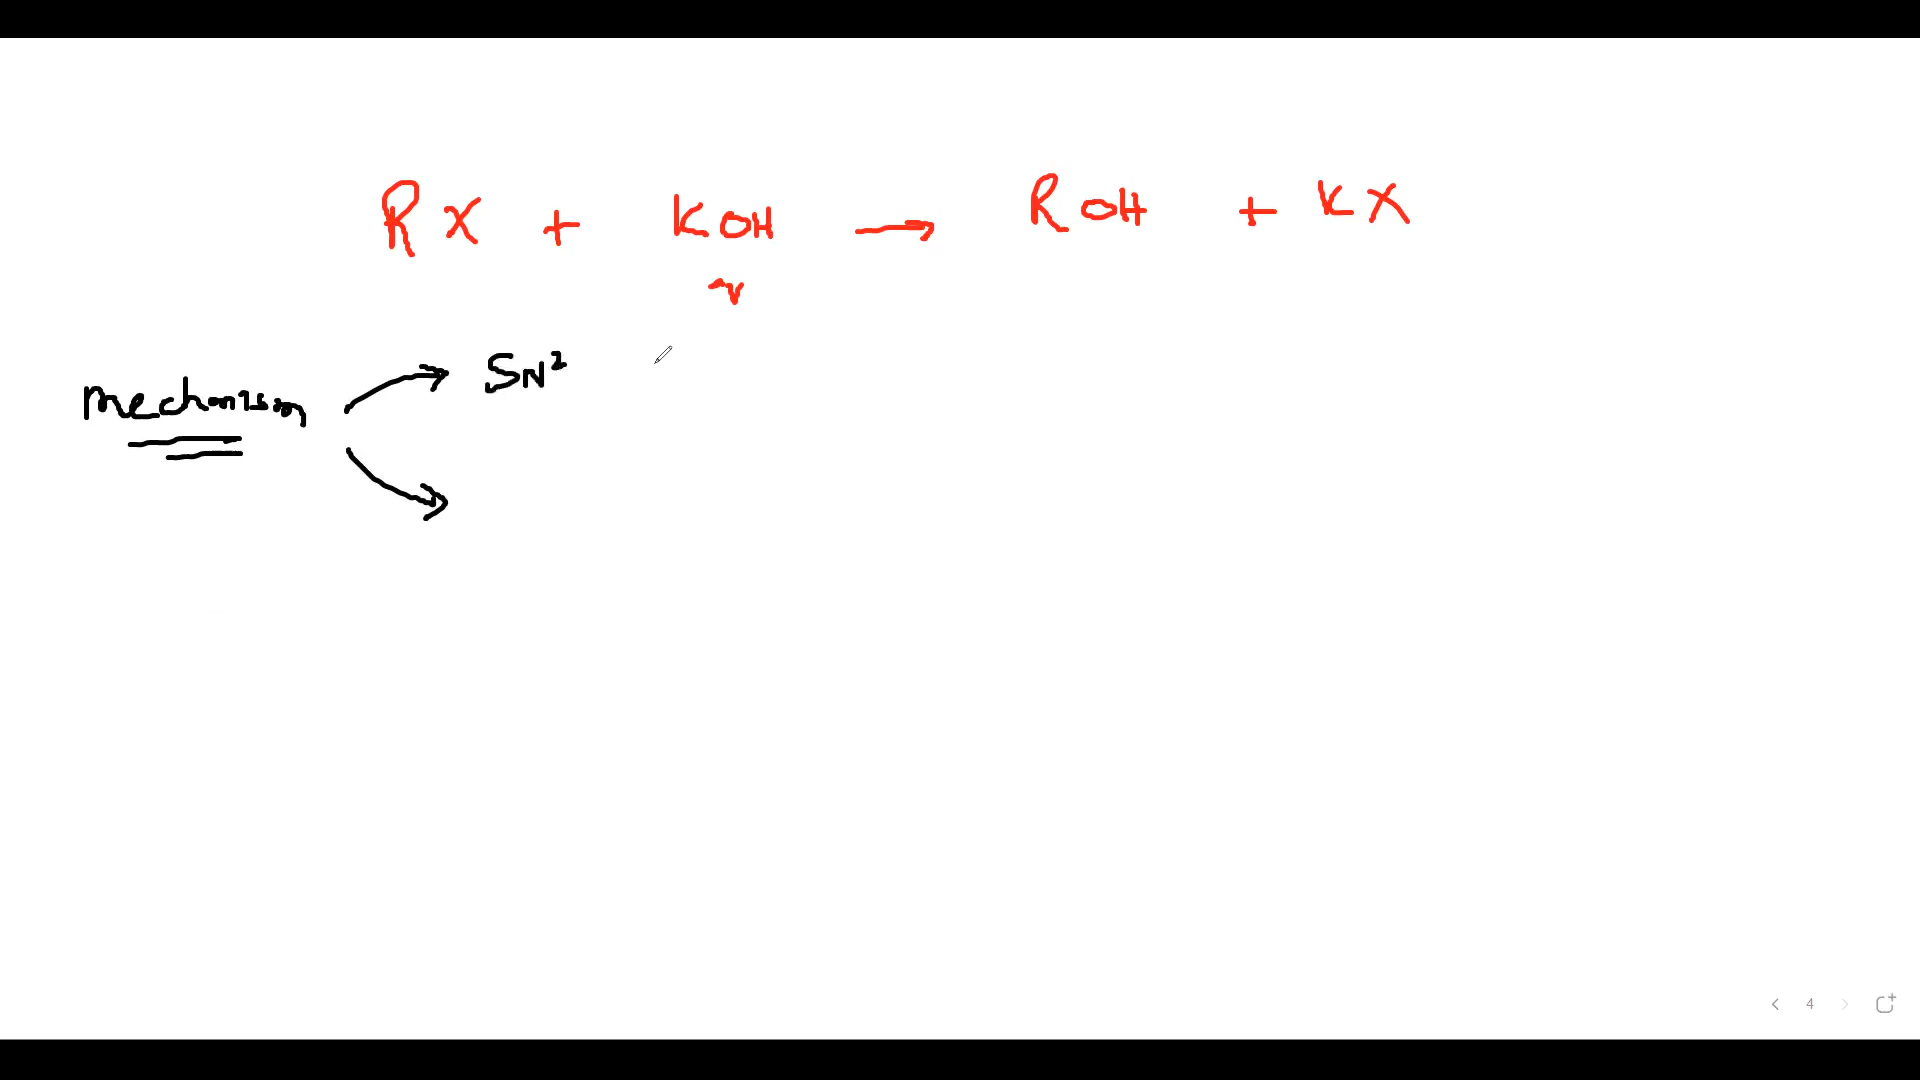 RX + KOH → ROH + KX
mechanism
SN²
4